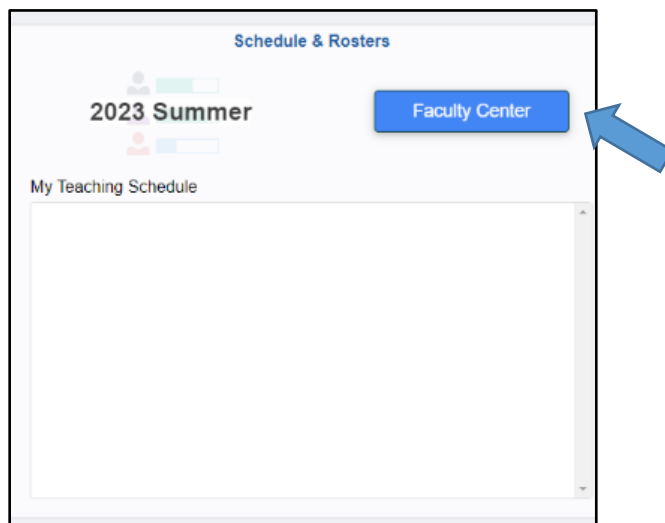 Schedule & Rosters
2023 Summer
Faculty Center
My Teaching Schedule